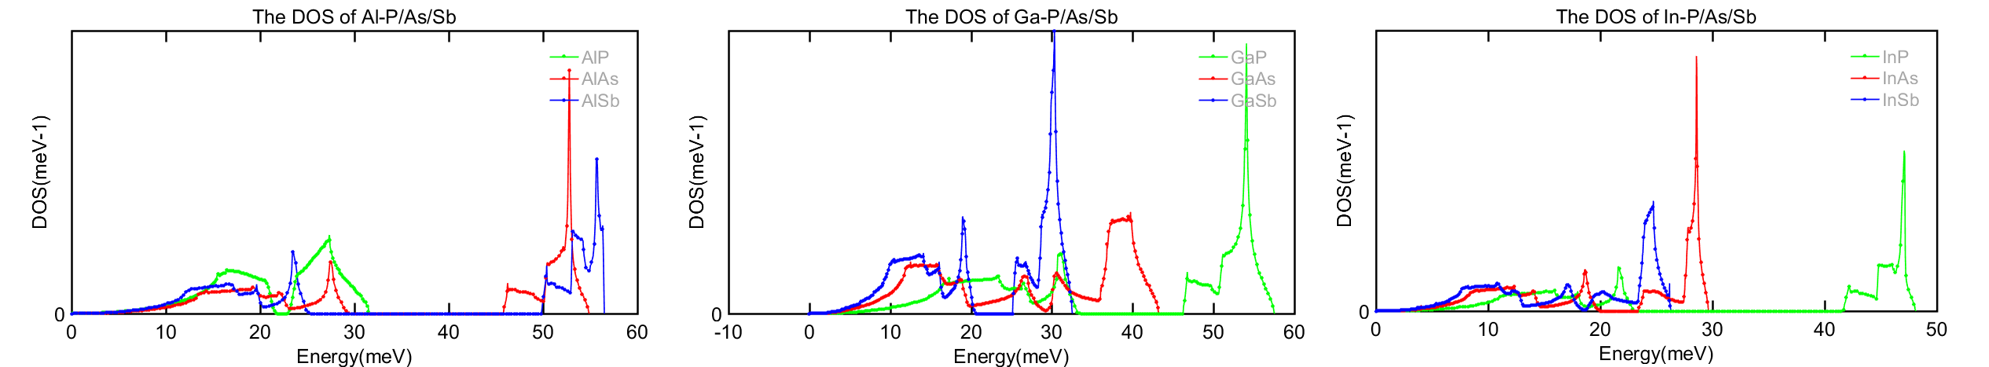 The DOS of Al-P/As/Sb
AlP
AlAs
AlSb
DOS(meV-1)
0
0 10 20 30 40 50 60
Energy(meV)
The DOS of Ga-P/As/Sb
GaP
GaAs
GaSb
DOS(meV-1)
-10 0 10 20 30 40 50 60
Energy(meV)
The DOS of In-P/As/Sb
InP
InAs
InSb
DOS(meV-1)
0
0 10 20 30 40 50
Energy(meV)